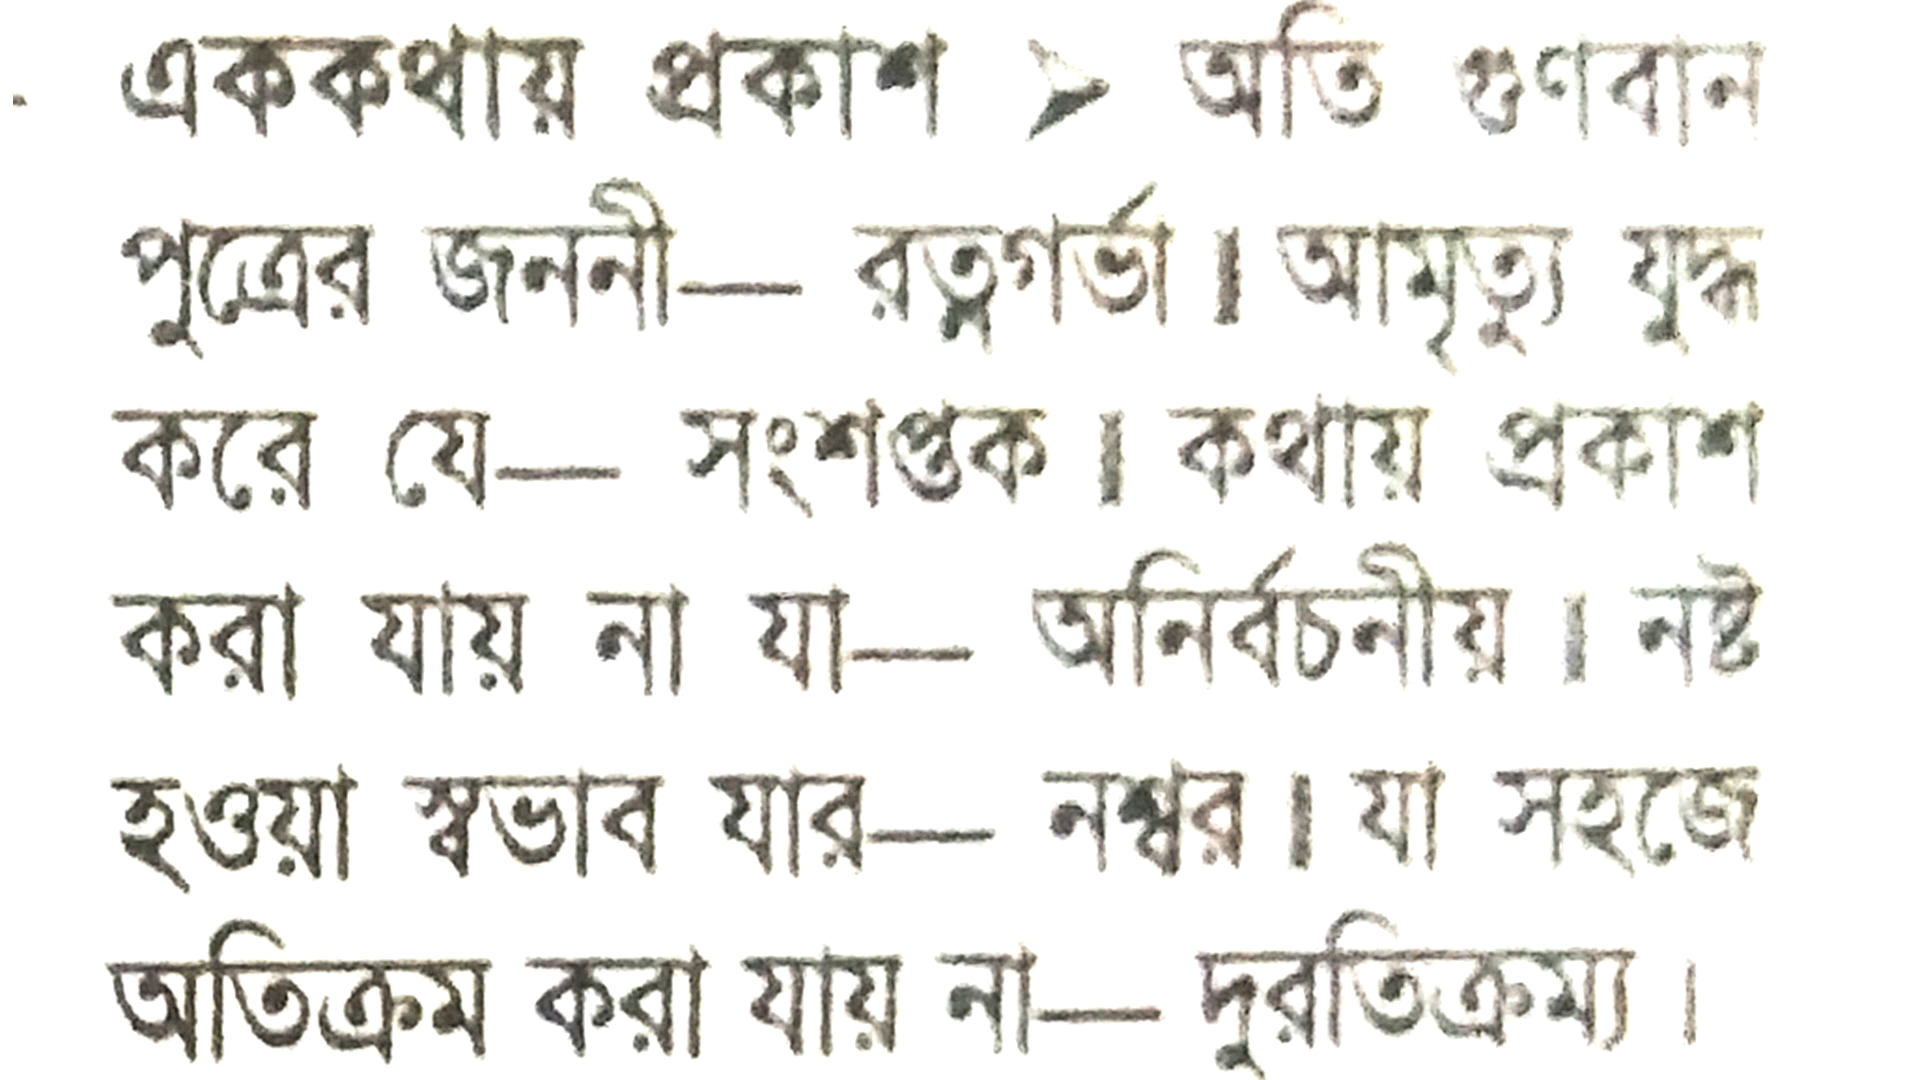 এককথায় প্রকাশ ➤ অতি গুণবান
পুত্রের জননী— রত্নগর্ভা ৷ আমৃত্যু যুদ্ধ
করে যে— সংশপ্তক ৷ কথায় প্রকাশ
করা যায় না যা— অনির্বচনীয় ৷ নষ্ট
হওয়া স্বভাব যার— নশ্বর ৷ যা সহজে
অতিক্রম করা যায় না— দুরতিক্রম্য ।